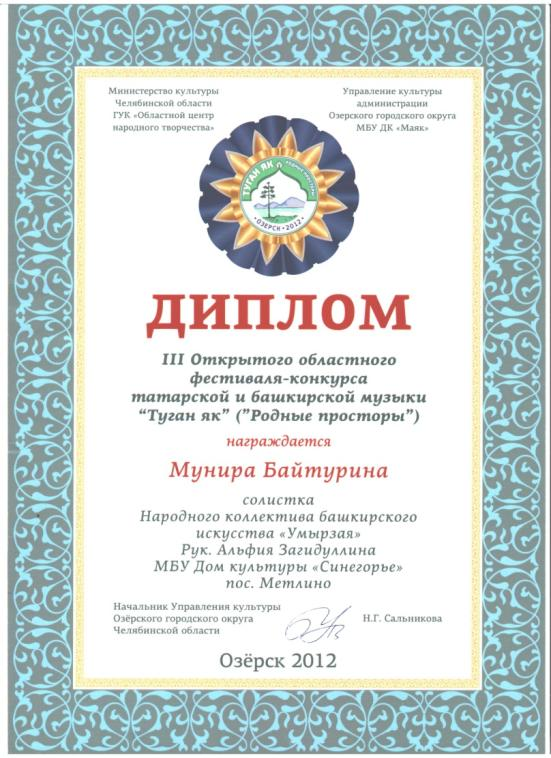 Министерство культуры
Челябинской области
ГУК «Областной центр
народного творчества»
Управление культуры
администрации
Озерского городского округа
МБУ ДК «Маяк»
ТУГАН ЯК
РОДНЫЕ ПРОСТОРЫ
• ОЗЕРСК • 2012 •
ДИПЛОМ
III Открытого областного
фестиваля-конкурса
татарской и башкирской музыки
“Туган як” (”Родные просторы”)
награждается
Мунира Байтурина
солистка
Народного коллектива башкирского
искусства «Умырзая»
Рук. Альфия Загидуллина
МБУ Дом культуры «Синегорье»
пос. Метлино
Начальник Управления культуры
Озёрского городского округа
Челябинской области
Н.Г. Сальникова
Озёрск 2012